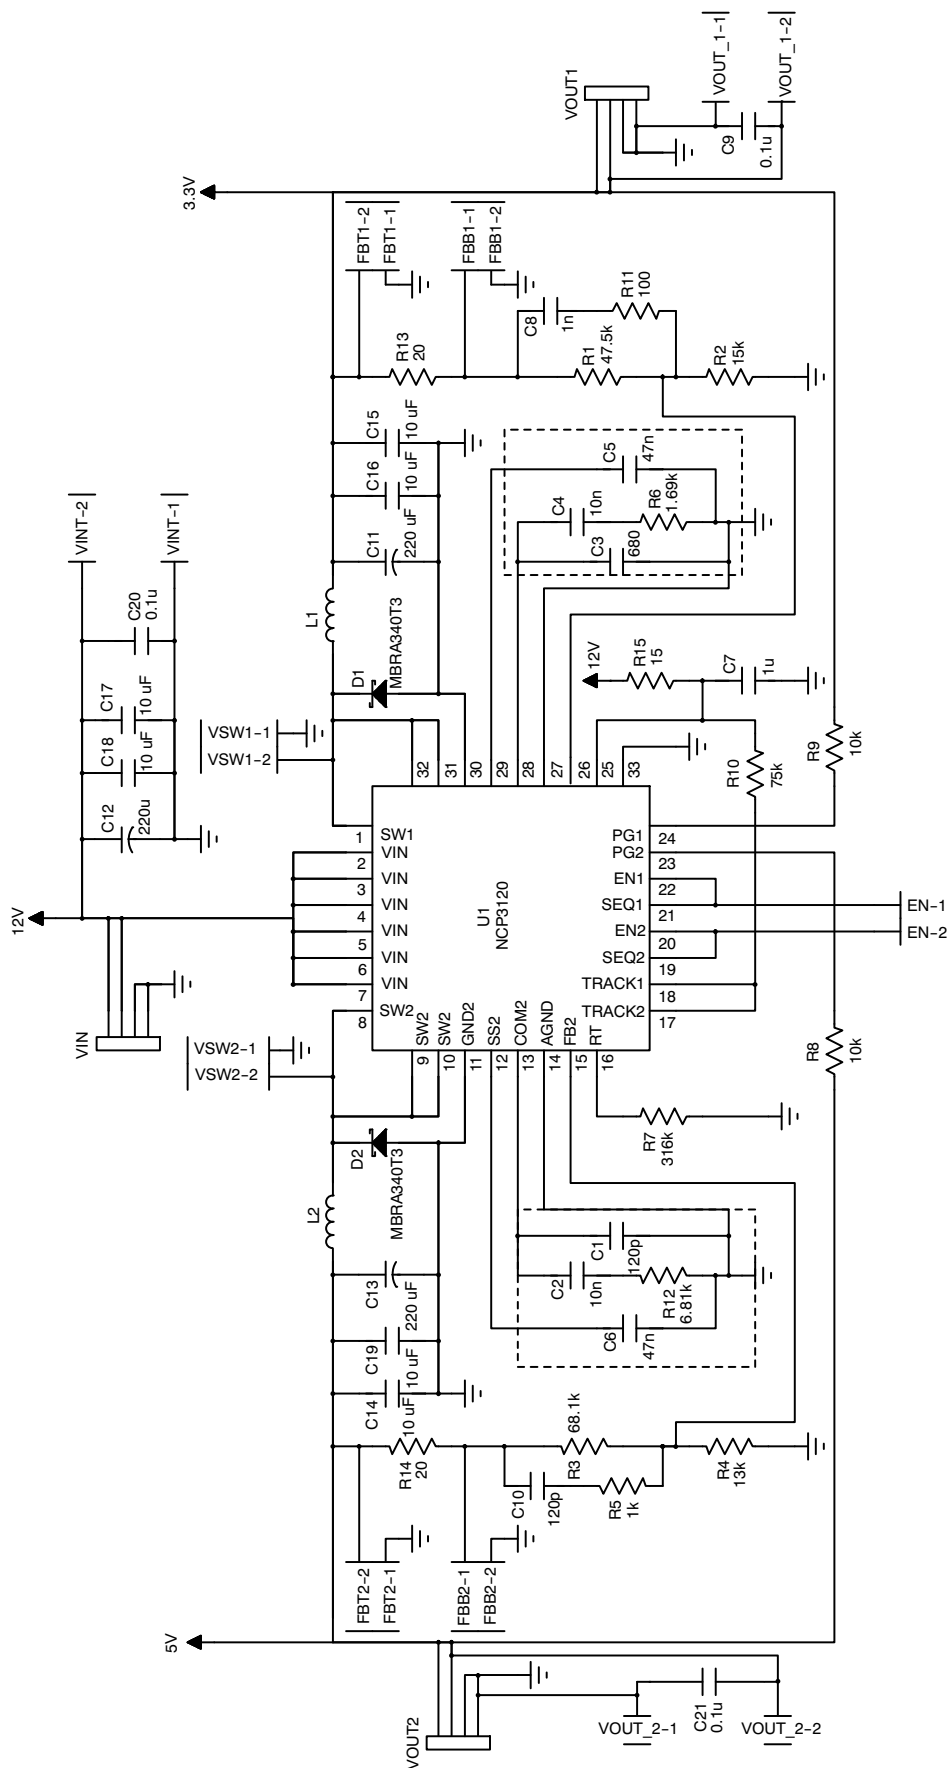 12V
VIN
VINT-2
VINT-1
C12
220u
C18
10 uF
C17
10 uF
C20
0.1u
5V
3.3V
VSW2-1
VSW2-2
VSW1-1
VSW1-2
L2
L1
D2
MBRA340T3
D1
MBRA340T3
C14
10 uF
C19
10 uF
C13
220 uF
C11
220 uF
C16
10 uF
C15
10 uF
FBT2-2
FBT2-1
FBB2-1
FBB2-2
R14
20
R13
20
FBT1-2
FBT1-1
FBB1-1
FBB1-2
VOUT2
VOUT_2-1
VOUT_2-2
C21
0.1u
VOUT1
VOUT_1-1
VOUT_1-2
C9
0.1u
C10
120p
R5
1k
R3
68.1k
R4
13k
C8
1n
R11
100
R1
47.5k
R2
15k
C6
47n
C2
10n
R12
6.81k
C1
120p
C3
680
C4
10n
R6
1.69k
C5
47n
R7
316k
12V
R15
15
C7
1u
R10
75k
R8
10k
R9
10k
U1
NCP3120
SW1
1
VIN
2
VIN
3
VIN
4
VIN
5
VIN
6
VIN
7
SW2
8
SW2
9
SW2
10
GND2
11
SS2
12
COM2
13
AGND
14
FB2
15
RT
16
TRACK2
17
TRACK1
18
SEQ2
19
EN2
20
SEQ1
21
EN1
22
PG2
23
PG1
24
25
26
27
28
29
30
31
32
33
EN-1
EN-2